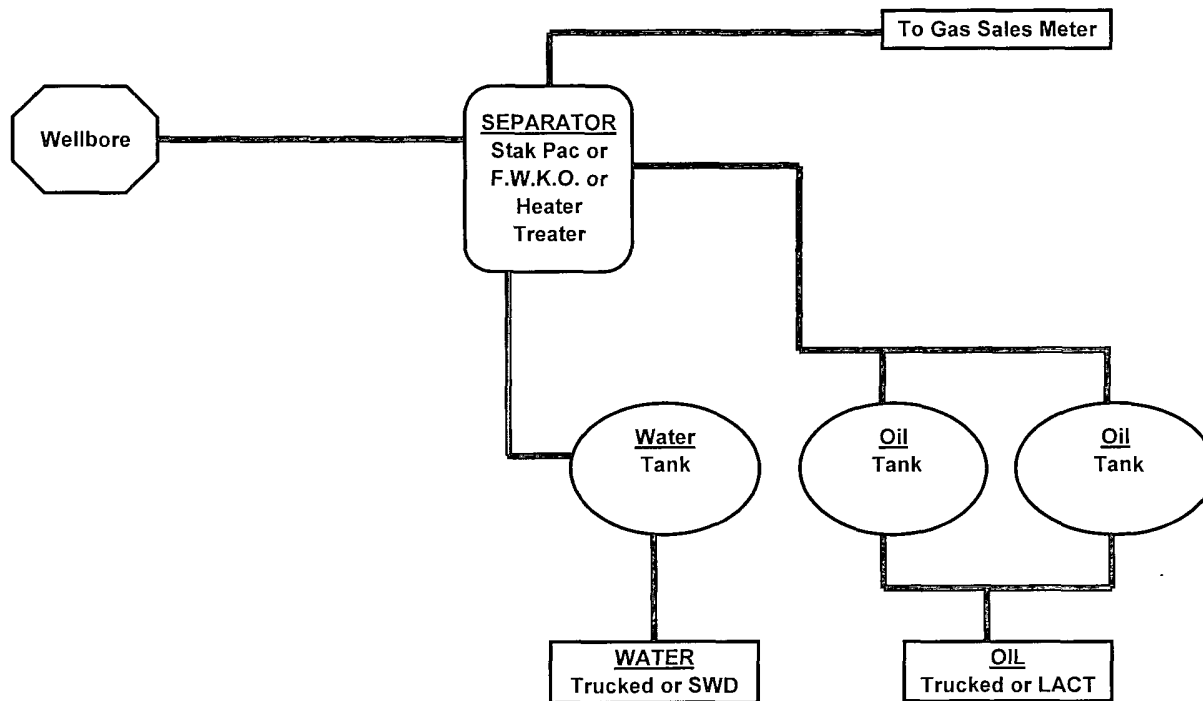 To Gas Sales Meter
Wellbore
SEPARATOR
Stak Pac or
F.W.K.O. or
Heater
Treater
Water
Tank
Oil
Tank
Oil
Tank
WATER
Trucked or SWD
OIL
Trucked or LACT